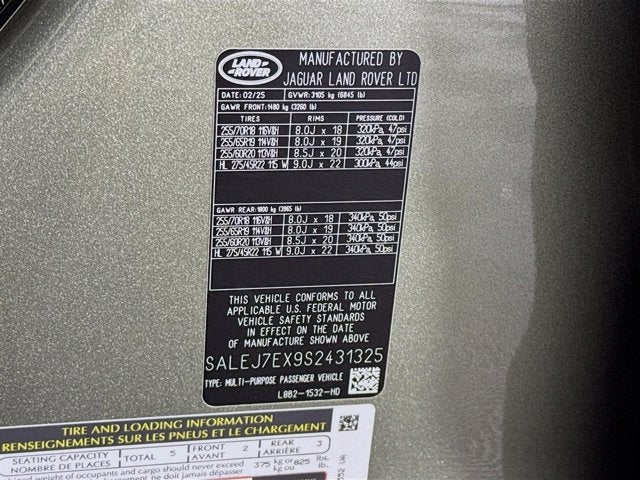 LAND ROVER
MANUFACTURED BY
JAGUAR LAND ROVER LTD
DATE: 02/25 GVWR: 3105 kg (6845 lb)
GAWR FRONT: 1480 kg (3260 lb)
TIRES RIMS PRESSURE (COLD)
255/70R18 116V&H 8.0J x 18 320kPa, 47psi
255/65R19 114V&H 8.0J x 19 320kPa, 47psi
255/60R20 113V&H 8.5J x 20 320kPa, 47psi
HL 275/45R22 115 W 9.0J x 22 300kPa, 44psi
GAWR REAR: 1800 kg (3965 lb)
255/70R18 116V&H 8.0J x 18 340kPa, 50psi
255/65R19 114V&H 8.0J x 19 340kPa, 50psi
255/60R20 113V&H 8.5J x 20 340kPa, 50psi
HL 275/45R22 115 W 9.0J x 22 340kPa, 50psi
THIS VEHICLE CONFORMS TO ALL
APPLICABLE U.S. FEDERAL MOTOR
VEHICLE SAFETY STANDARDS
IN EFFECT ON THE DATE OF
MANUFACTURE SHOWN ABOVE
SALEJ7EX9S2431325
TYPE: MULTI-PURPOSE PASSENGER VEHICLE
L8B2-1532-HD
TIRE AND LOADING INFORMATION
RENSEIGNEMENTS SUR LES PNEUS ET LE CHARGEMENT
SEATING CAPACITY TOTAL 5 FRONT 2 REAR 3
NOMBRE DE PLACES AVANT ARRIÈRE
weight of occupants and cargo should never exceed 375 kg or 825 lbs.
ne doit jamais dépasser kg ou lb.